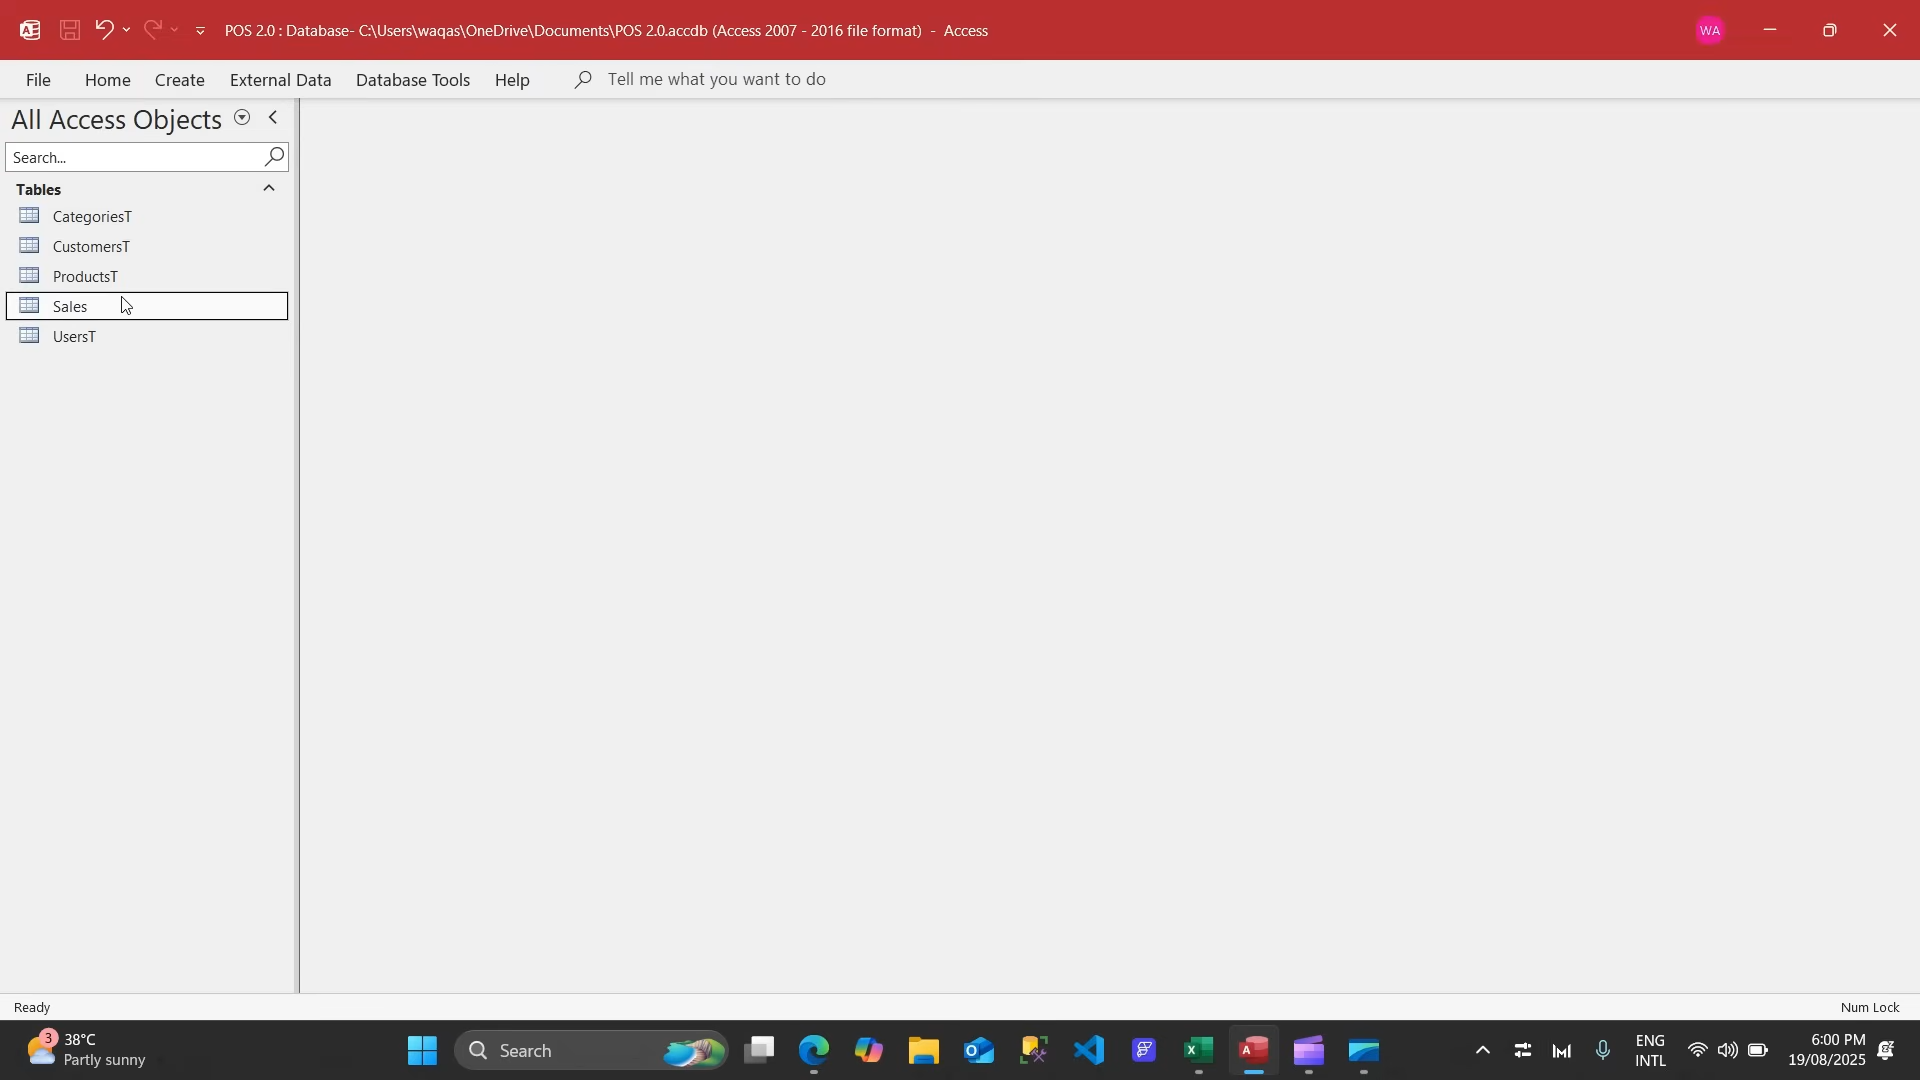 POS 2.0 : Database- C:\Users\waqas\OneDrive\Documents\POS 2.0.accdb (Access 2007 - 2016 file format) - Access
WA
File Home Create External Data Database Tools Help Tell me what you want to do
All Access Objects
Search...
Tables
CategoriesT
CustomersT
ProductsT
Sales
UsersT
Ready
Num Lock
3
38°C
Partly sunny
Search
ENG
INTL
6:00 PM
19/08/2025